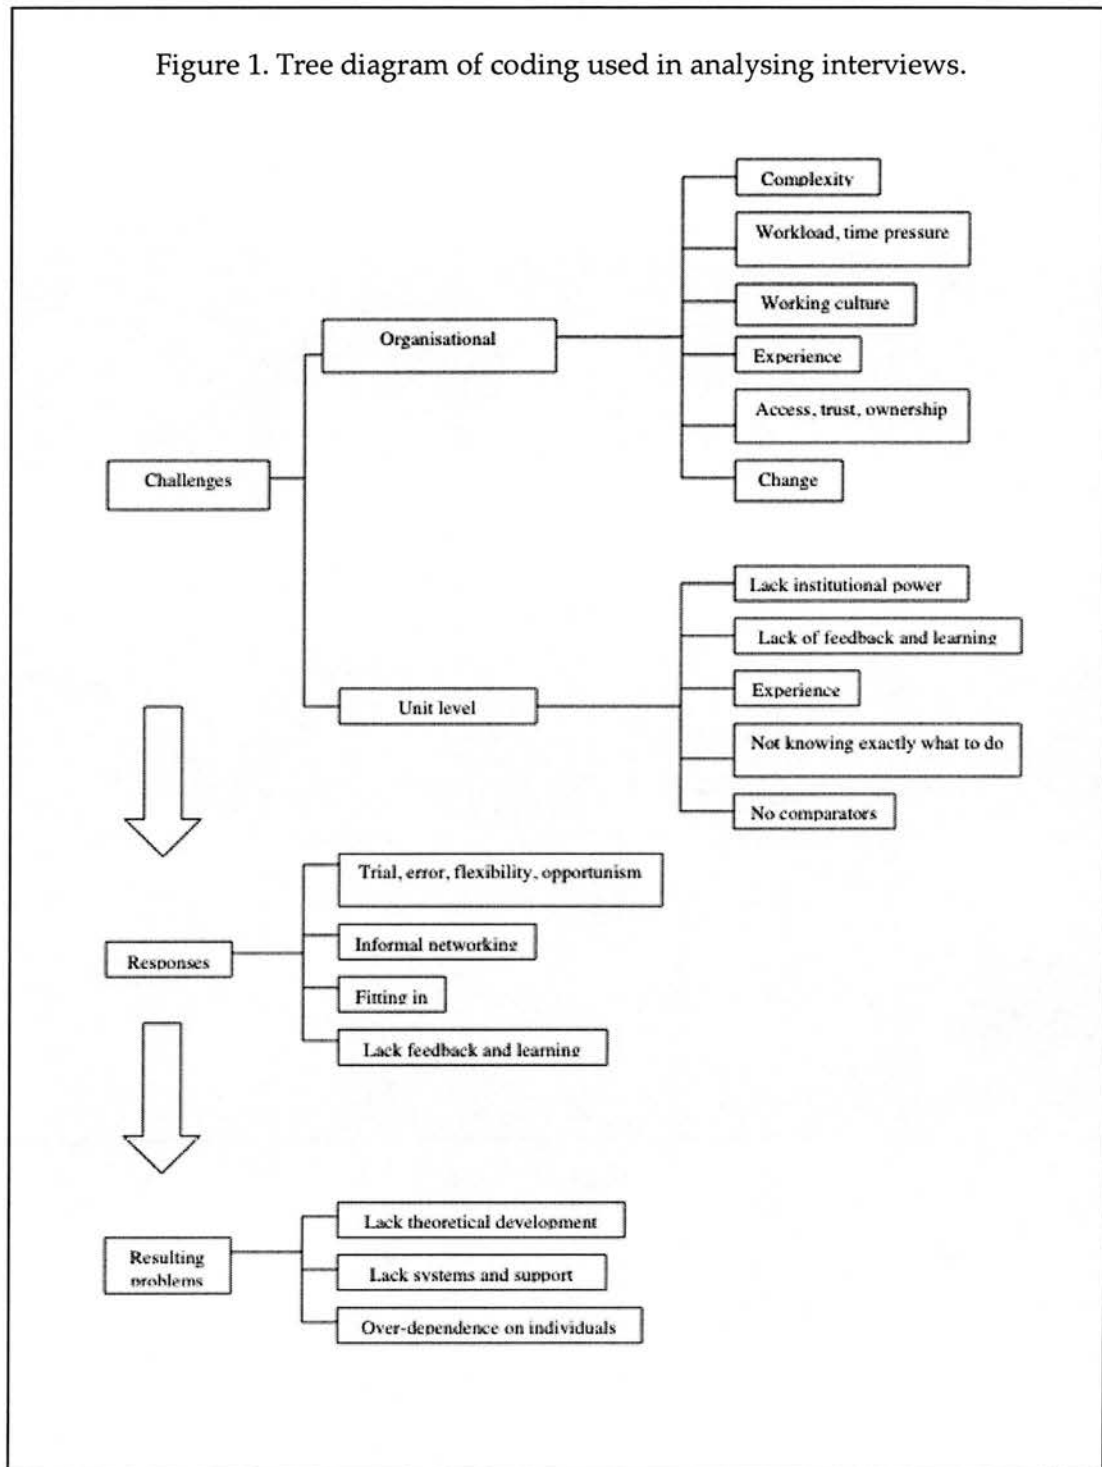 Figure 1. Tree diagram of coding used in analysing interviews.
Complexity
Workload, time pressure
Working culture
Organisational
Experience
Access, trust, ownership
Challenges
Change
Lack institutional power
Lack of feedback and learning
Experience
Unit level
Not knowing exactly what to do
No comparators
Trial, error, flexibility, opportunism
Informal networking
Responses
Fitting in
Lack feedback and learning
Lack theoretical development
Resulting
problems
Lack systems and support
Over-dependence on individuals